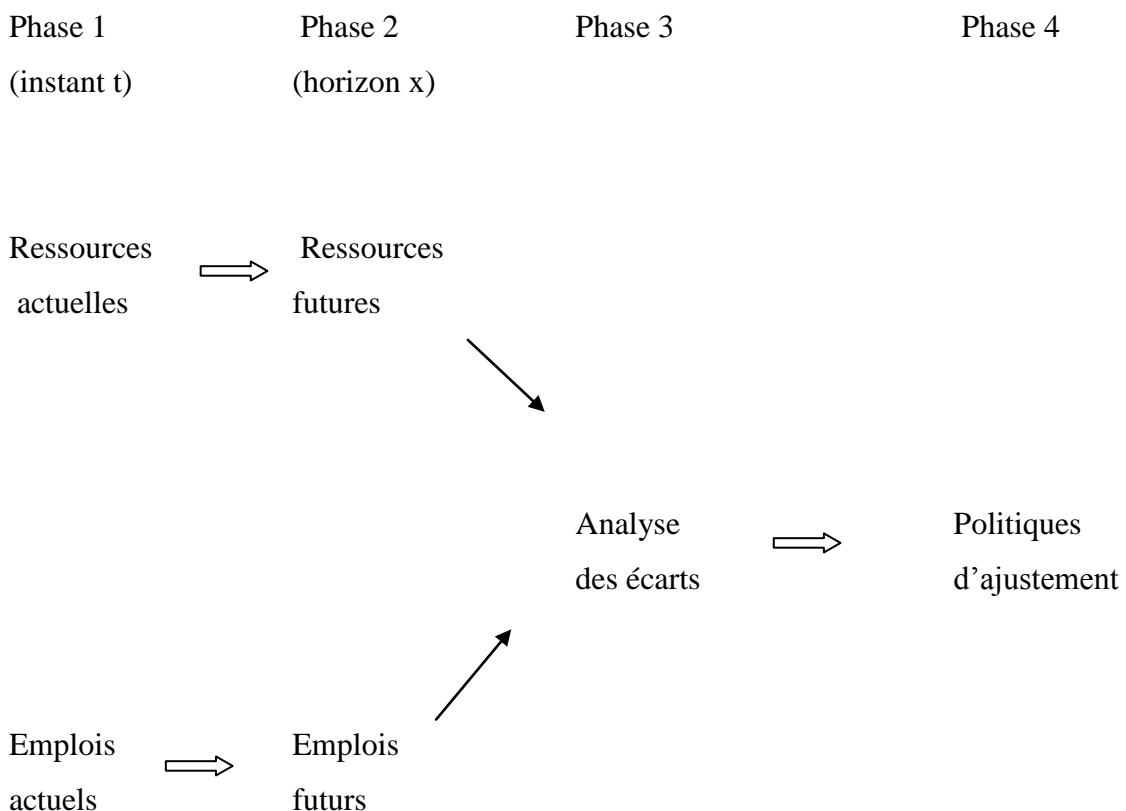 Phase 1 Phase 2 Phase 3 Phase 4
(instant t) (horizon x)
Ressources Ressources
actuelles futures
Analyse Politiques
des écarts d’ajustement
Emplois Emplois
actuels futurs